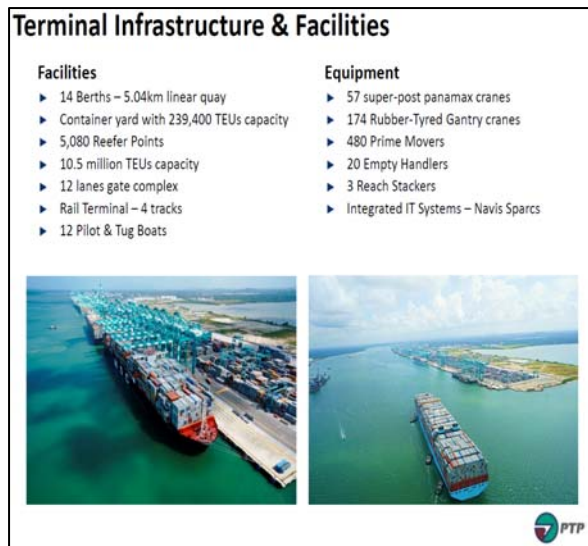 Terminal Infrastructure & Facilities
Facilities
14 Berths – 5.04km linear quay
Container yard with 239,400 TEUs capacity
5,080 Reefer Points
10.5 million TEUs capacity
12 lanes gate complex
Rail Terminal – 4 tracks
12 Pilot & Tug Boats
Equipment
57 super-post panamax cranes
174 Rubber-Tyred Gantry cranes
480 Prime Movers
20 Empty Handlers
3 Reach Stackers
Integrated IT Systems – Navis Sparcs
PTP